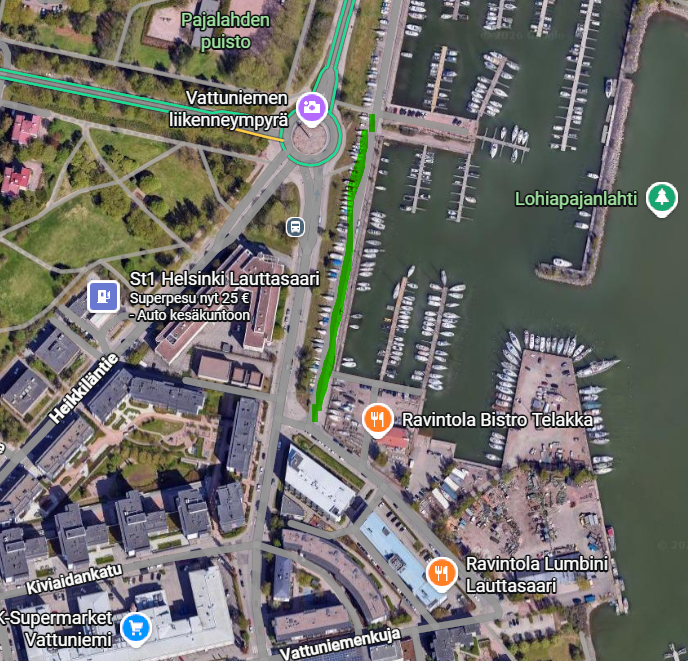 Pajalahden
puisto
Vattuniemen
liikenneympyrä
Lohiapajanlahti
St1 Helsinki Lauttasaari
Superpesu nyt 25 €
- Auto kesäkuntoon
Heikkiläntie
Ravintola Bistro Telakka
Ravintola Lumbini
Lauttasaari
Kiviaidankatu
K-Supermarket
Vattuniemi
Vattuniemenkuja